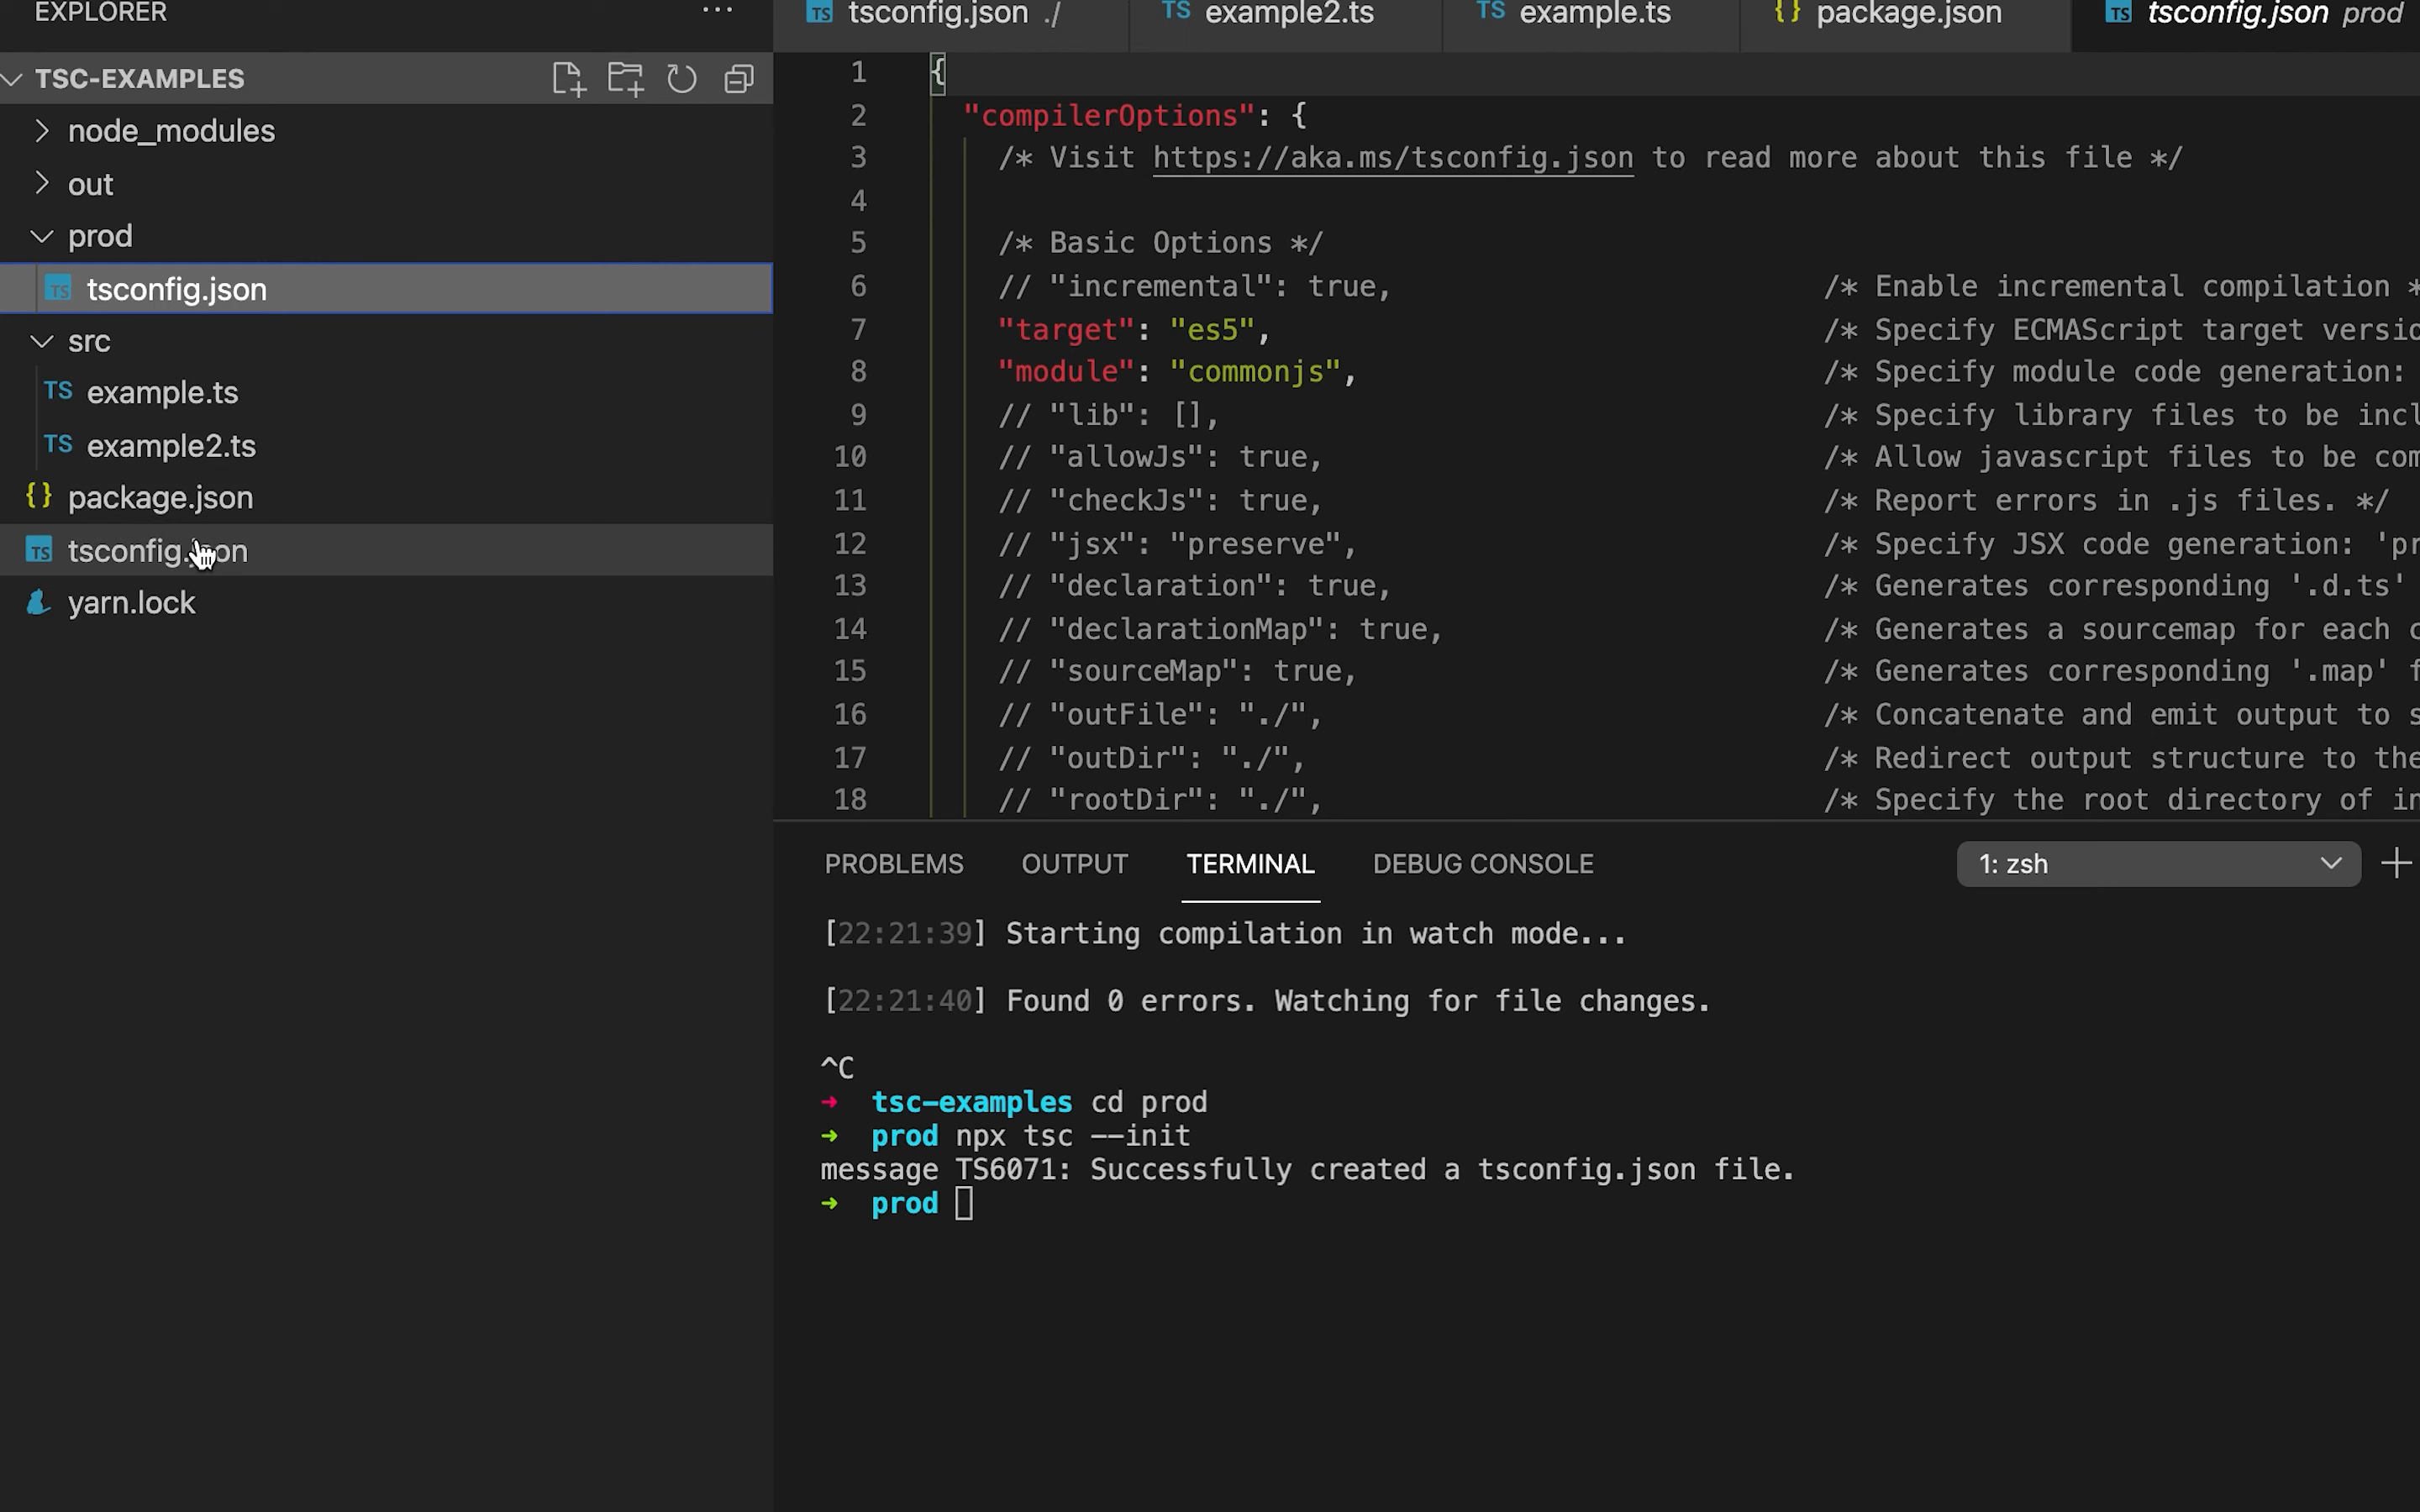 EXPLORER
TSC-EXAMPLES
node_modules
out
prod
TS tsconfig.json
src
TS example.ts
TS example2.ts
{} package.json
TS tsconfig.json
yarn.lock
TS tsconfig.json ./
TS example2.ts
TS example.ts
{} package.json
TS tsconfig.json prod
1 {
2 "compilerOptions": {
3 /* Visit https://aka.ms/tsconfig.json to read more about this file */
4
5 /* Basic Options */
6 // "incremental": true, /* Enable incremental compilation *
7 "target": "es5", /* Specify ECMAScript target versio
8 "module": "commonjs", /* Specify module code generation:
9 // "lib": [], /* Specify library files to be incl
10 // "allowJs": true, /* Allow javascript files to be com
11 // "checkJs": true, /* Report errors in .js files. */
12 // "jsx": "preserve", /* Specify JSX code generation: 'pr
13 // "declaration": true, /* Generates corresponding '.d.ts'
14 // "declarationMap": true, /* Generates a sourcemap for each c
15 // "sourceMap": true, /* Generates corresponding '.map' f
16 // "outFile": "./", /* Concatenate and emit output to s
17 // "outDir": "./", /* Redirect output structure to the
18 // "rootDir": "./", /* Specify the root directory of in
PROBLEMS OUTPUT TERMINAL DEBUG CONSOLE 1: zsh
[22:21:39] Starting compilation in watch mode...
[22:21:40] Found 0 errors. Watching for file changes.
^C
➜ tsc-examples cd prod
➜ prod npx tsc --init
message TS6071: Successfully created a tsconfig.json file.
➜ prod